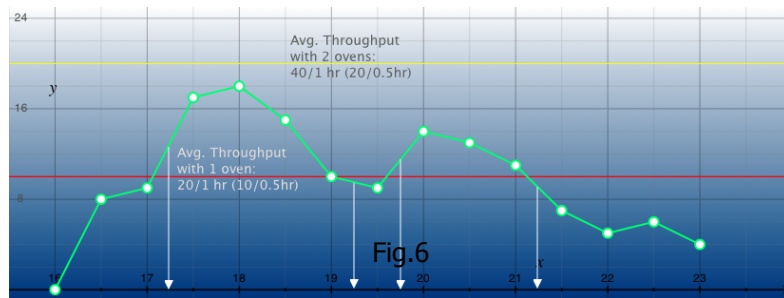 24
Avg. Throughput
with 2 ovens:
40/1 hr (20/0.5hr)
y
16
Avg. Throughput
with 1 oven:
20/1 hr (10/0.5hr)
8
Fig.6
x
16 17 18 19 20 21 22 23